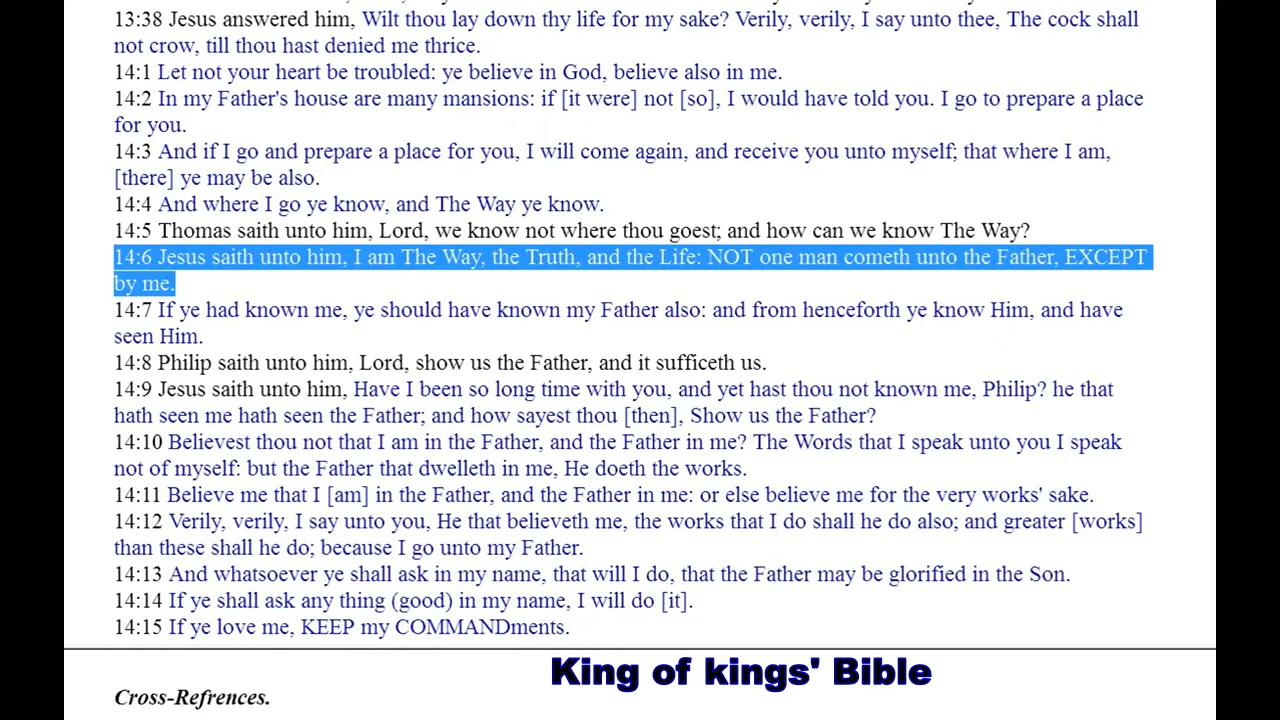 13:38 Jesus answered him, Wilt thou lay down thy life for my sake? Verily, verily, I say unto thee, The cock shall
not crow, till thou hast denied me thrice.
14:1 Let not your heart be troubled: ye believe in God, believe also in me.
14:2 In my Father's house are many mansions: if [it were] not [so], I would have told you. I go to prepare a place
for you.
14:3 And if I go and prepare a place for you, I will come again, and receive you unto myself; that where I am,
[there] ye may be also.
14:4 And where I go ye know, and The Way ye know.
14:5 Thomas saith unto him, Lord, we know not where thou goest; and how can we know The Way?
14:6 Jesus saith unto him, I am The Way, the Truth, and the Life: NOT one man cometh unto the Father, EXCEPT
by me.
14:7 If ye had known me, ye should have known my Father also: and from henceforth ye know Him, and have
seen Him.
14:8 Philip saith unto him, Lord, show us the Father, and it sufficeth us.
14:9 Jesus saith unto him, Have I been so long time with you, and yet hast thou not known me, Philip? he that
hath seen me hath seen the Father; and how sayest thou [then], Show us the Father?
14:10 Believest thou not that I am in the Father, and the Father in me? The Words that I speak unto you I speak
not of myself: but the Father that dwelleth in me, He doeth the works.
14:11 Believe me that I [am] in the Father, and the Father in me: or else believe me for the very works' sake.
14:12 Verily, verily, I say unto you, He that believeth me, the works that I do shall he do also; and greater [works]
than these shall he do; because I go unto my Father.
14:13 And whatsoever ye shall ask in my name, that will I do, that the Father may be glorified in the Son.
14:14 If ye shall ask any thing (good) in my name, I will do [it].
14:15 If ye love me, KEEP my COMMANDments.
King of kings' Bible
Cross-Refrences.